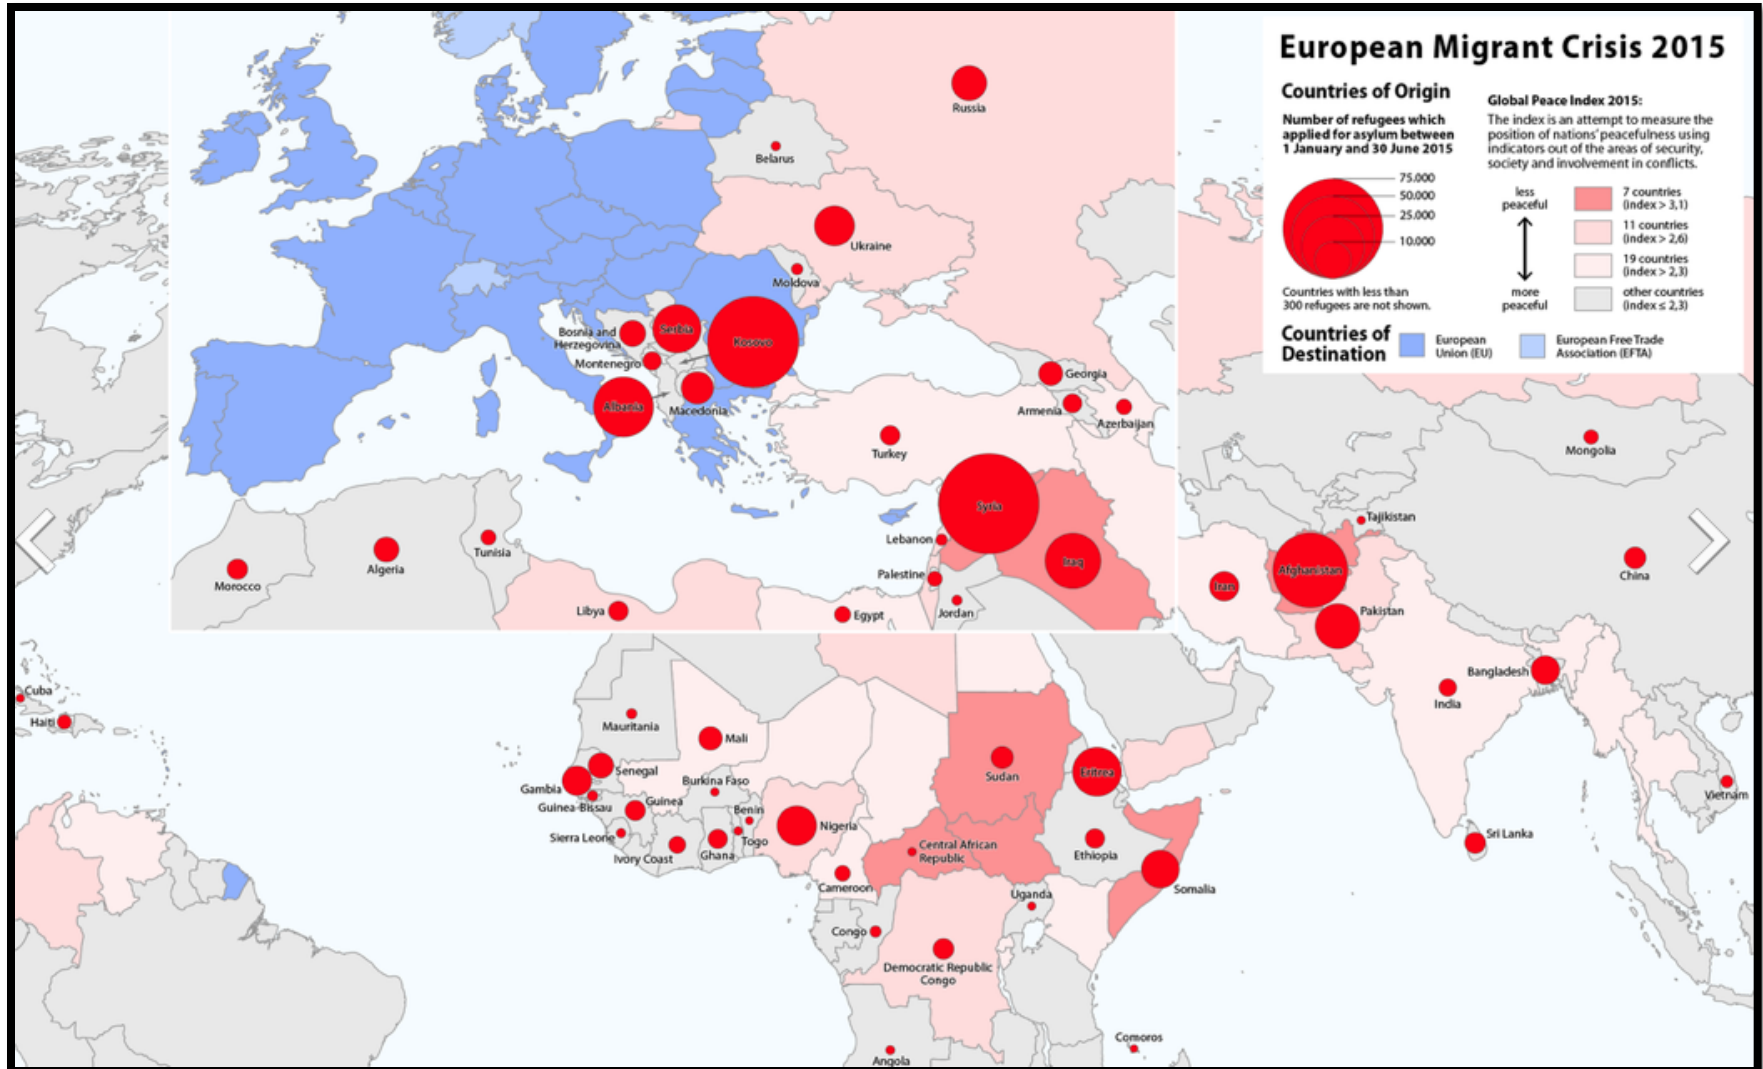 European Migrant Crisis 2015
Countries of Origin
Number of refugees which
applied for asylum between
1 January and 30 June 2015
75.000
50.000
25.000
10.000
Countries with less than
300 refugees are not shown.
Global Peace Index 2015:
The index is an attempt to measure the
position of nations' peacefulness using
indicators out of the areas of security,
society and involvement in conflicts.
less
peaceful
more
peaceful
7 countries
(index > 3,1)
11 countries
(index > 2,6)
19 countries
(index > 2,3)
other countries
(index ≤ 2,3)
Countries of
Destination
European
Union (EU)
European Free Trade
Association (EFTA)
Russia
Belarus
Ukraine
Moldova
Bosnia and
Herzegovina
Serbia
Kosovo
Montenegro
Albania
Macedonia
Georgia
Armenia
Azerbaijan
Turkey
Mongolia
Syria
Tajikistan
Lebanon
Iraq
Tunisia
Algeria
Morocco
Palestine
Jordan
Libya
Egypt
Iran
Afghanistan
China
Pakistan
Bangladesh
India
Cuba
Haiti
Mauritania
Mali
Senegal
Gambia
Burkina Faso
Guinea-Bissau
Guinea
Benin
Sierra Leone
Togo
Ivory Coast
Ghana
Nigeria
Sudan
Eritrea
Vietnam
Sri Lanka
Central African
Republic
Ethiopia
Cameroon
Somalia
Uganda
Congo
Democratic Republic
Congo
Comoros
Angola